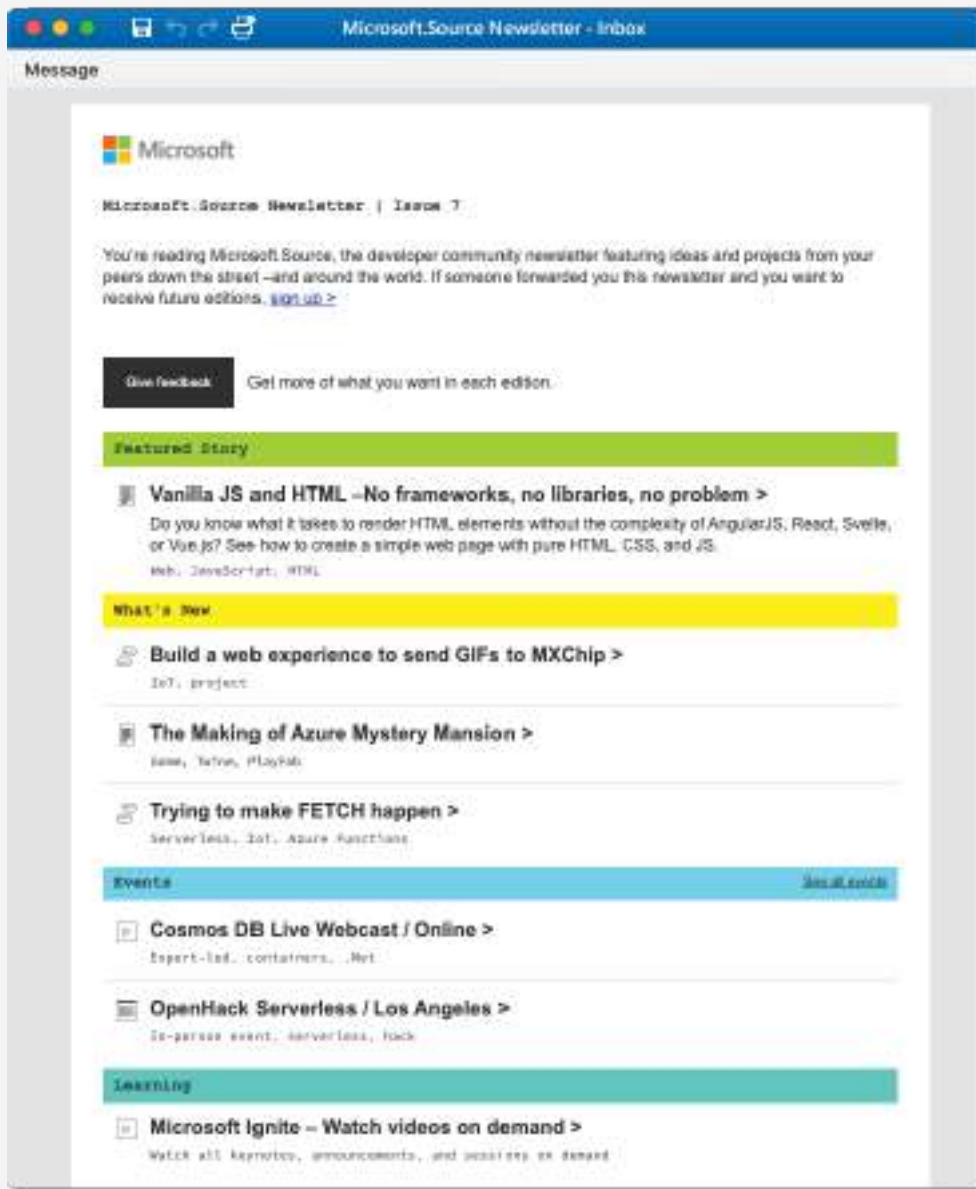 Microsoft.Source Newsletter - Inbox
Message
Microsoft
Microsoft.Source Newsletter | Issue 7
You're reading Microsoft.Source, the developer community newsletter featuring ideas and projects from your
peers down the street –and around the world. If someone forwarded you this newsletter and you want to
receive future editions, sign up >
Give feedback
Get more of what you want in each edition.
Featured Story
Vanilla JS and HTML –No frameworks, no libraries, no problem >
Do you know what it takes to render HTML elements without the complexity of AngularJS, React, Svelte,
or Vue.js? See how to create a simple web page with pure HTML, CSS, and JS.
Web, JavaScript, HTML
What's New
Build a web experience to send GIFs to MXChip >
IoT, project
The Making of Azure Mystery Mansion >
Game, Twine, PlayFab
Trying to make FETCH happen >
Serverless, IoT, Azure Functions
Events
See all events
Cosmos DB Live Webcast / Online >
Expert-led, containers, .Net
OpenHack Serverless / Los Angeles >
In-person event, serverless, hack
Learning
Microsoft Ignite – Watch videos on demand >
Watch all keynotes, announcements, and sessions on demand